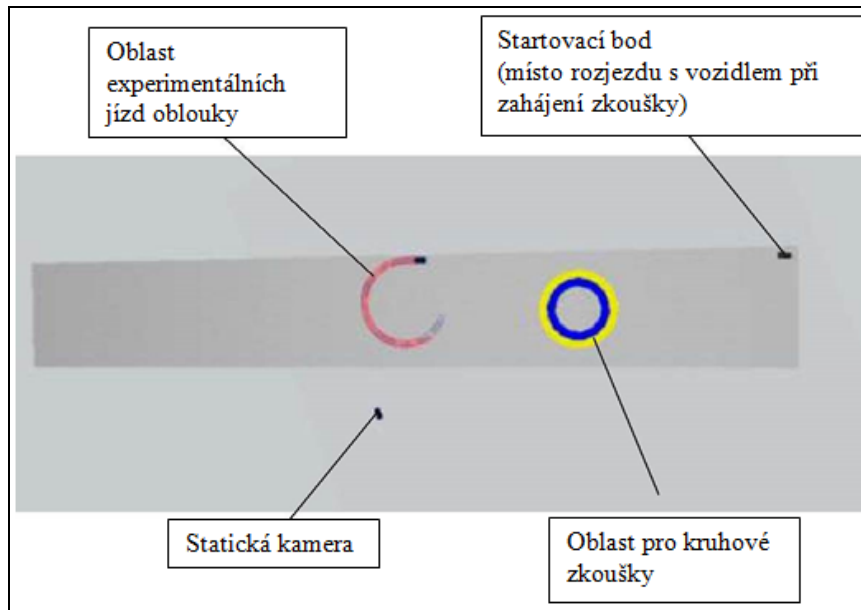 Oblast
experimentálních
jízd oblouky
Startovací bod
(místo rozjezdu s vozidlem při
zahájení zkoušky)
Statická kamera
Oblast pro kruhové
zkoušky